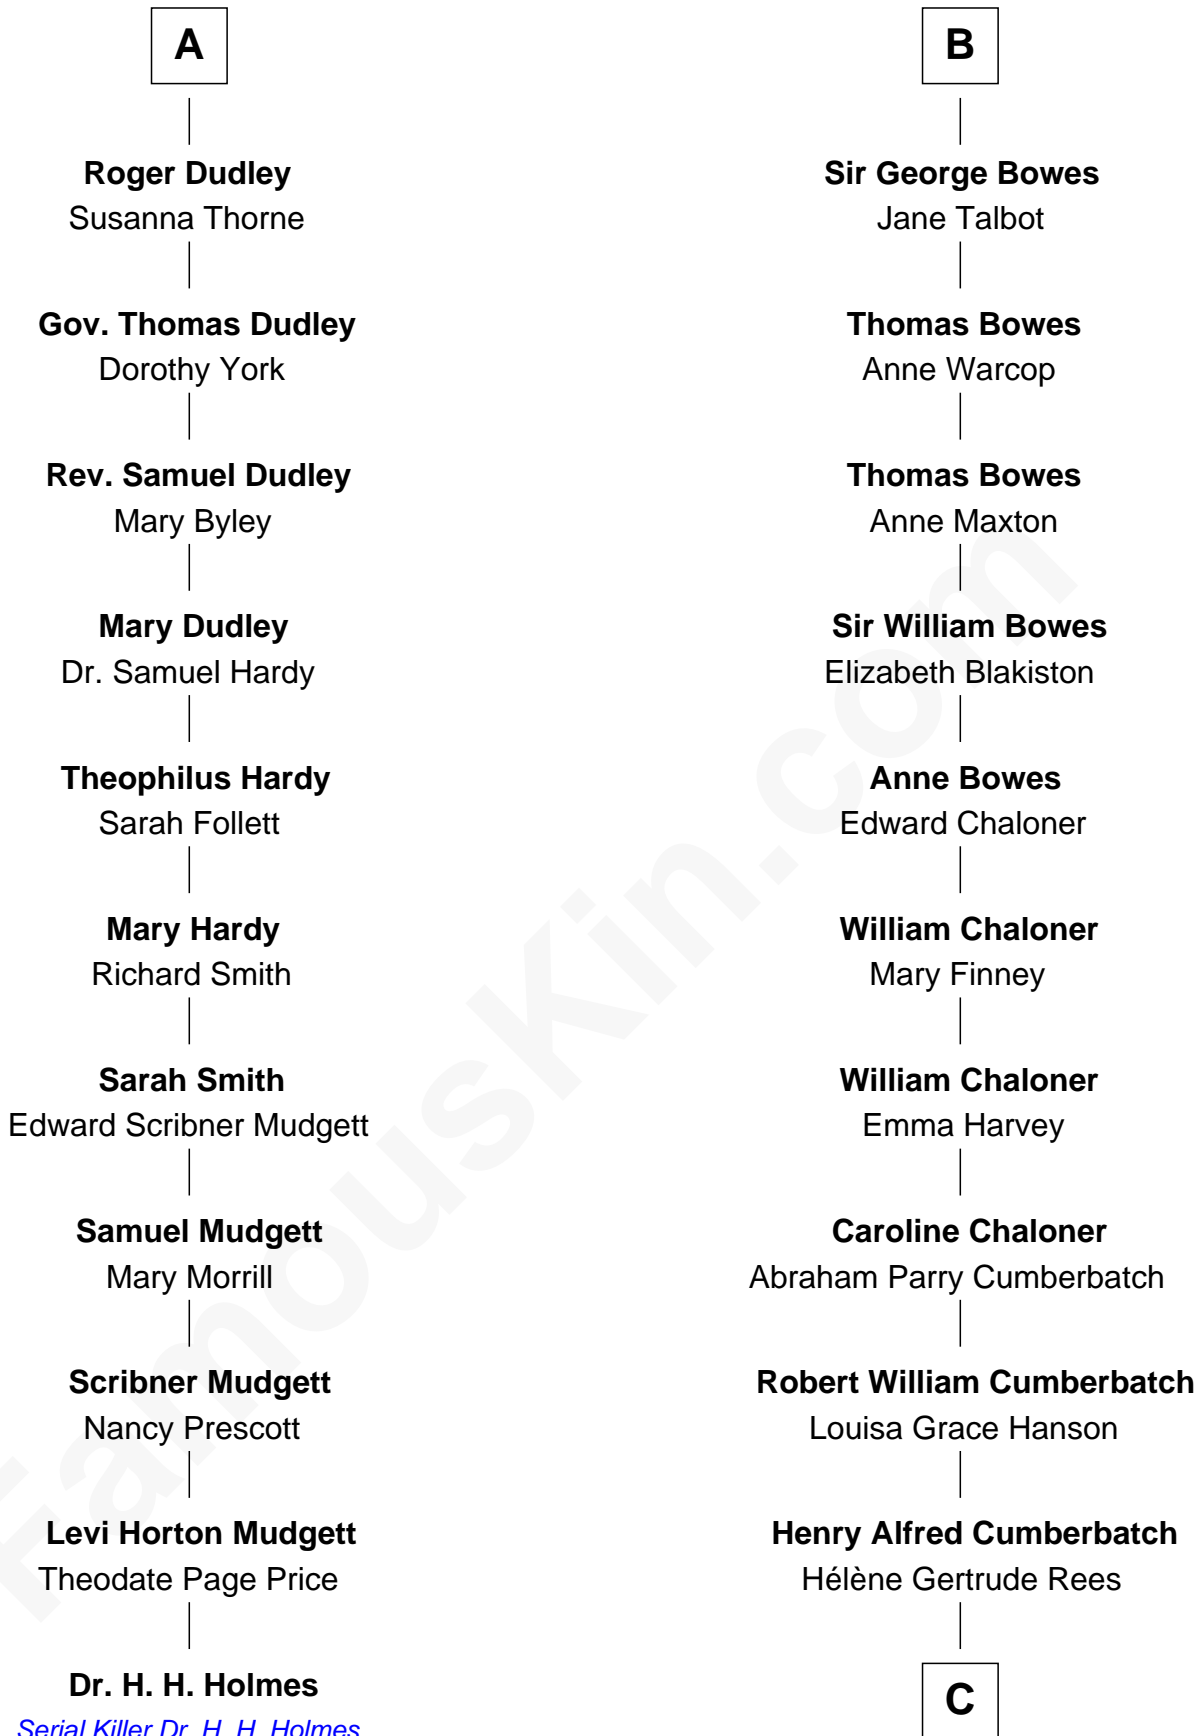 A
Roger Dudley
Susanna Thorne
Gov. Thomas Dudley
Dorothy York
Rev. Samuel Dudley
Mary Byley
Mary Dudley
Dr. Samuel Hardy
Theophilus Hardy
Sarah Follett
Mary Hardy
Richard Smith
Sarah Smith
Edward Scribner Mudgett
Samuel Mudgett
Mary Morrill
Scribner Mudgett
Nancy Prescott
Levi Horton Mudgett
Theodate Page Price
Dr. H. H. Holmes
Serial Killer Dr. H. H. Holmes
B
Sir George Bowes
Jane Talbot
Thomas Bowes
Anne Warcop
Thomas Bowes
Anne Maxton
Sir William Bowes
Elizabeth Blakiston
Anne Bowes
Edward Chaloner
William Chaloner
Mary Finney
William Chaloner
Emma Harvey
Caroline Chaloner
Abraham Parry Cumberbatch
Robert William Cumberbatch
Louisa Grace Hanson
Henry Alfred Cumberbatch
Hélène Gertrude Rees
C
FamousKin.com